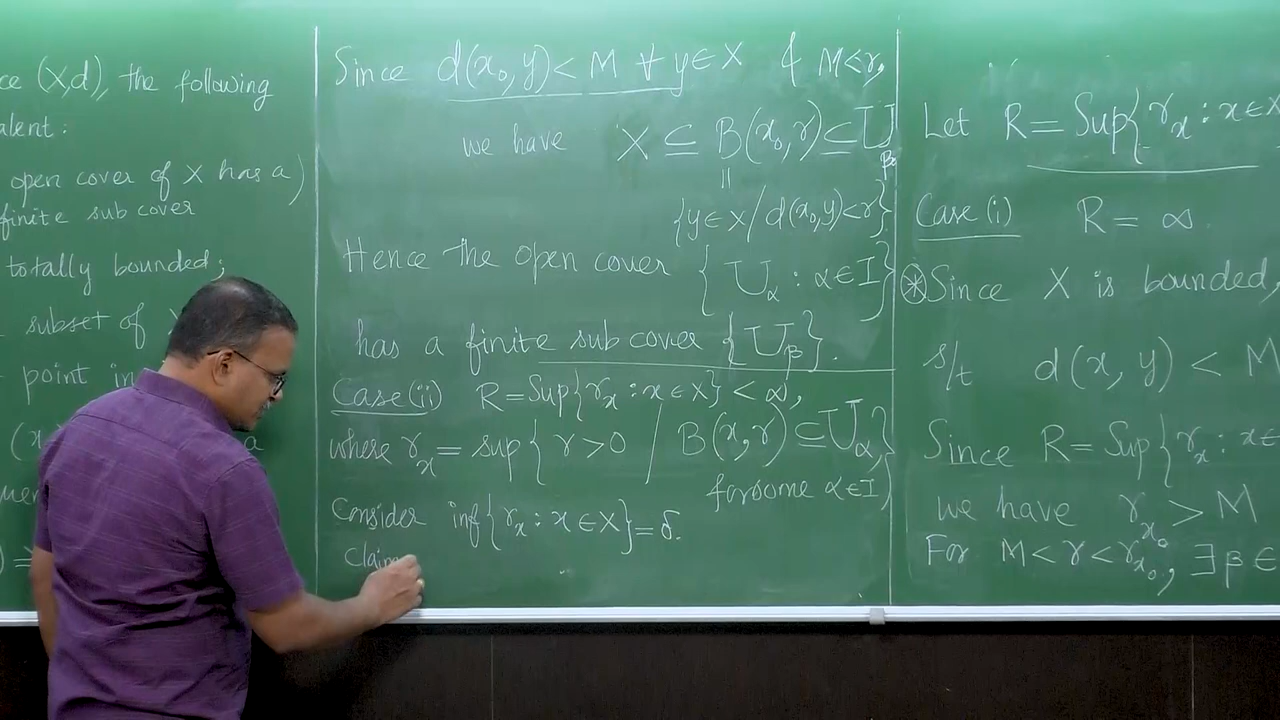 ce (X,d), the following
alent:
open cover of X has a)
finite sub cover
totally bounded;
subset of
point in
(x
a
Since d(x₀,y) < M ∀ y∈X & M<r,
we have X ⊆ B(x₀,r) ⊆ U
β₀
||
{y∈X / d(x₀,y)<r}
Hence the open cover {U_α : α∈I}
has a finite sub cover {U_β}.
Case(ii) R=Sup{r_x : x∈X} < ∞,
where r_x = sup{ r>0 / B(x,r) ⊆ U_α,
for some α∈I}
Consider inf{r_x : x∈X} = δ.
Claim
Let R = Sup{r_x : x∈X
Case(i) R = ∞.
⊛Since X is bounded,
s/t d(x, y) < M
Since R = Sup{r_x : x∈
we have r_x₀ > M
For M < r < r_x₀, ∃ β ∈